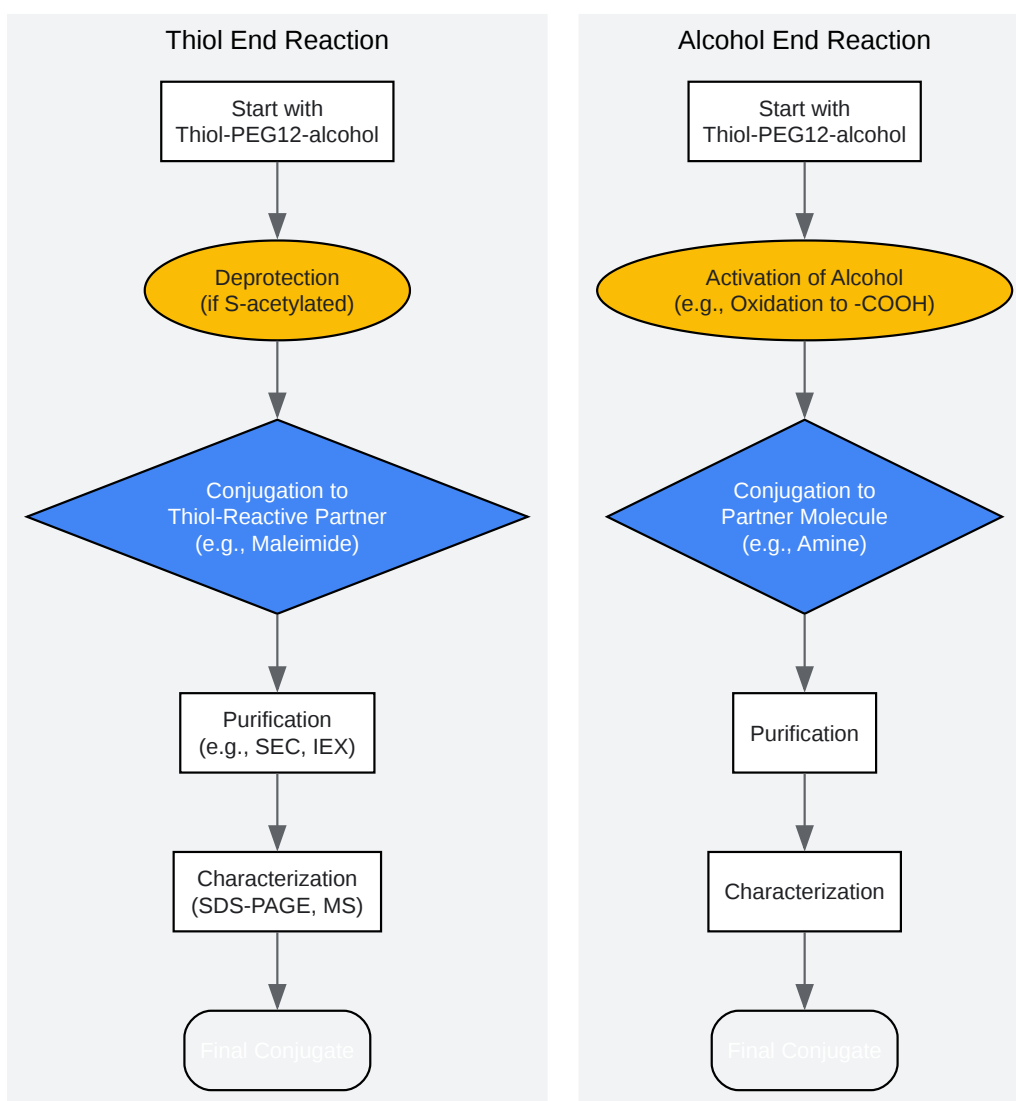 Thiol End Reaction
Start with
Thiol-PEG12-alcohol
Deprotection
(if S-acetylated)
Conjugation to
Thiol-Reactive Partner
(e.g., Maleimide)
Purification
(e.g., SEC, IEX)
Characterization
(SDS-PAGE, MS)
Final Conjugate
Alcohol End Reaction
Start with
Thiol-PEG12-alcohol
Activation of Alcohol
(e.g., Oxidation to -COOH)
Conjugation to
Partner Molecule
(e.g., Amine)
Purification
Characterization
Final Conjugate